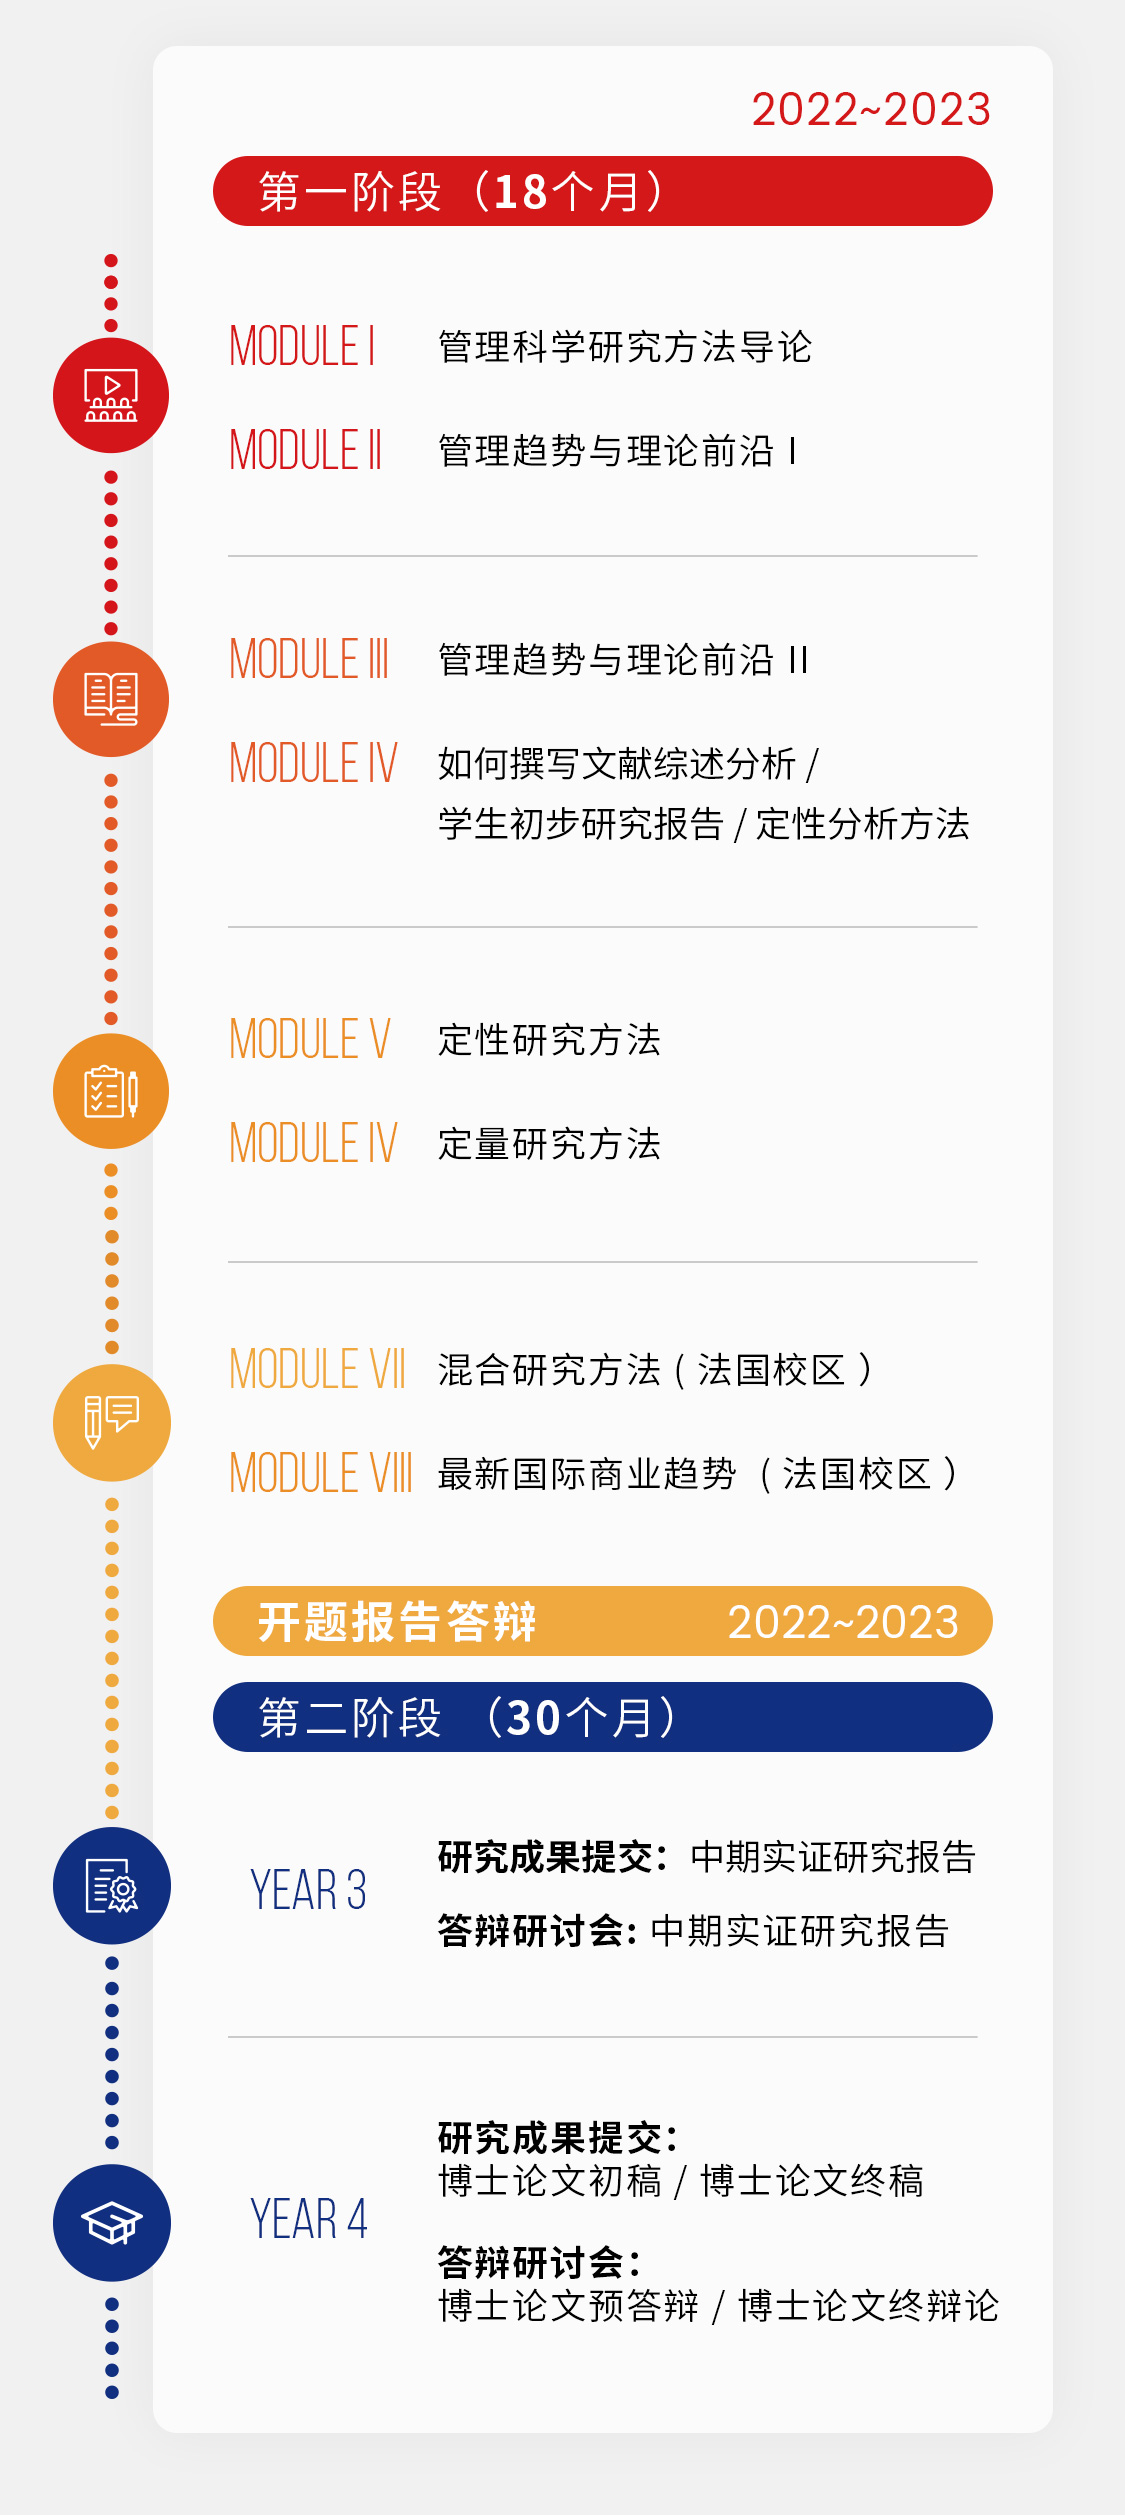 2022~2023
第一阶段（18个月）
MODULE I 管理科学研究方法导论
MODULE II 管理趋势与理论前沿 I
MODULE III 管理趋势与理论前沿 II
MODULE IV 如何撰写文献综述分析 /
学生初步研究报告 / 定性分析方法
MODULE V 定性研究方法
MODULE IV 定量研究方法
MODULE VII 混合研究方法 ( 法国校区 )
MODULE VIII 最新国际商业趋势 ( 法国校区 )
开题报告答辩 2022~2023
第二阶段 （30个月）
YEAR 3
研究成果提交：中期实证研究报告
答辩研讨会: 中期实证研究报告
YEAR 4
研究成果提交：
博士论文初稿 / 博士论文终稿
答辩研讨会：
博士论文预答辩 / 博士论文终辩论